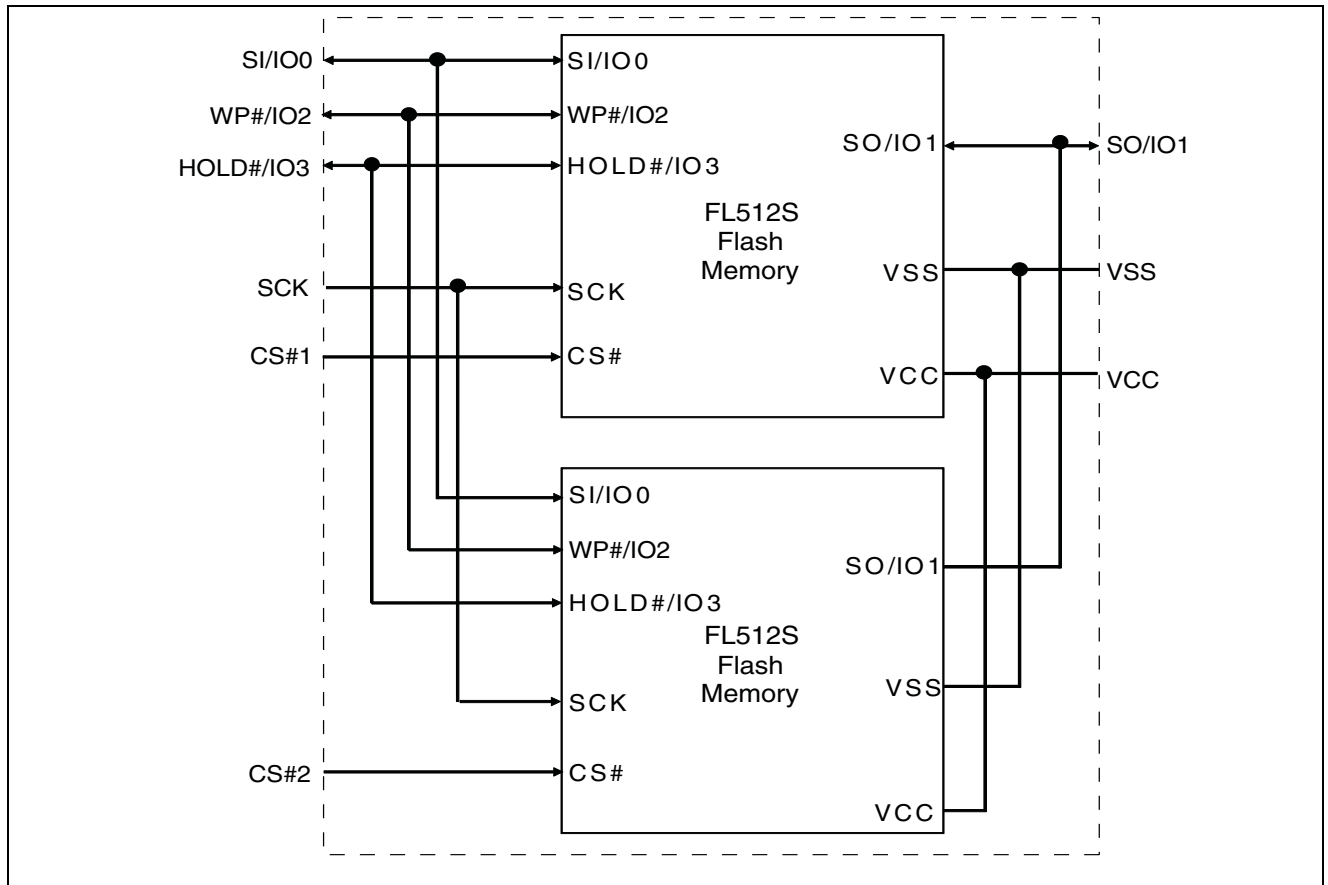 SI/IO0
WP#/IO2
HOLD#/IO3
SCK
CS#1
SI/IO0
WP#/IO2
HOLD#/IO3
SCK
CS#
FL512S
Flash
Memory
SO/IO1
VSS
VCC
SO/IO1
VSS
VCC
SI/IO0
WP#/IO2
HOLD#/IO3
SCK
CS#
FL512S
Flash
Memory
SO/IO1
VSS
VCC
CS#2